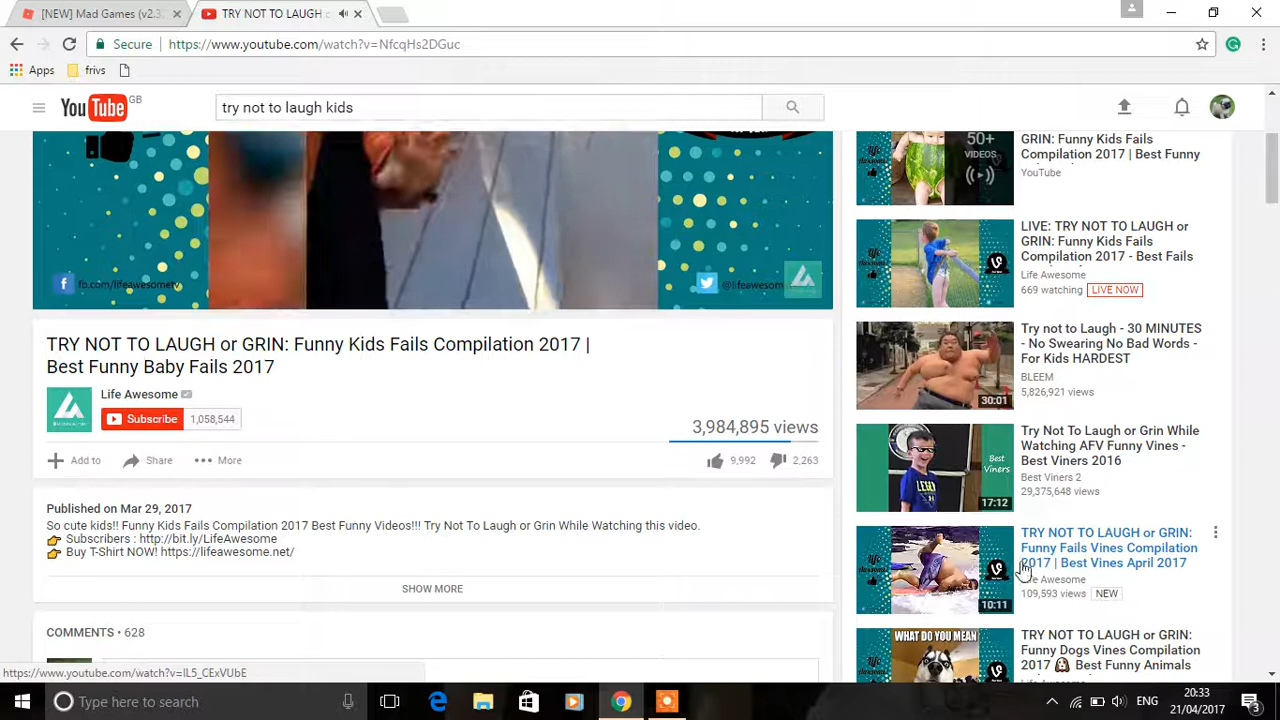 [NEW] Mad Games (v2.3
TRY NOT TO LAUGH
Secure
https://www.youtube.com/watch?v=NfcqHs2DGuc
Apps
frivs
YouTube GB
try not to laugh kids
fb.com/lifeawesometv
@lifeawesom
TRY NOT TO LAUGH or GRIN: Funny Kids Fails Compilation 2017 |
Best Funny Baby Fails 2017
Life Awesome
Subscribe
1,058,544
3,984,895 views
Add to
Share
More
9,992
2,263
Published on Mar 29, 2017
So cute kids!! Funny Kids Fails Compilation 2017 Best Funny Videos!!! Try Not To Laugh or Grin While Watching this video.
Subscribers : http://bit.ly/LifeAwesome
Buy T-Shirt NOW! https://lifeawesome.net/
SHOW MORE
COMMENTS • 628
https://www.youtube.com/watch?v=lL5_CExVUbE
50+
VIDEOS
GRIN: Funny Kids Fails
Compilation 2017 | Best Funny
YouTube
LIVE: TRY NOT TO LAUGH or
GRIN: Funny Kids Fails
Compilation 2017 - Best Fails
Life Awesome
669 watching
LIVE NOW
30:01
Try not to Laugh - 30 MINUTES
- No Swearing No Bad Words -
For Kids HARDEST
BLEEM
5,826,921 views
Best
Viners
17:12
Try Not To Laugh or Grin While
Watching AFV Funny Vines -
Best Viners 2016
Best Viners 2
29,375,648 views
10:11
TRY NOT TO LAUGH or GRIN:
Funny Fails Vines Compilation
2017 | Best Vines April 2017
Life Awesome
109,593 views
NEW
WHAT DO YOU MEAN
TRY NOT TO LAUGH or GRIN:
Funny Dogs Vines Compilation
2017 Best Funny Animals
Type here to search
ENG
20:33
21/04/2017
3